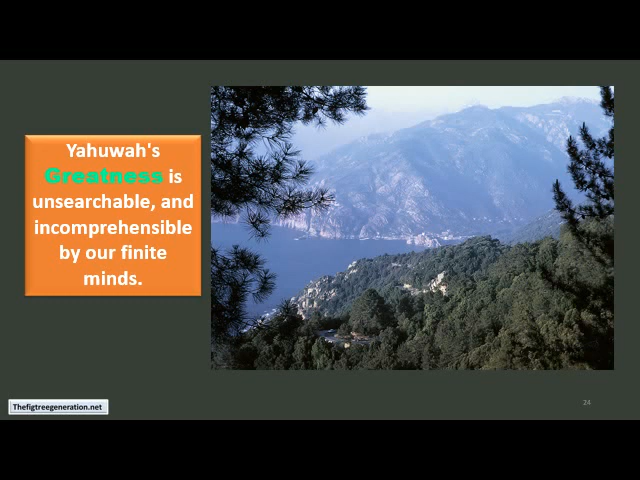 Yahuwah's
Greatness is
unsearchable, and
incomprehensible
by our finite
minds.
Thefigtreegeneration.net
24